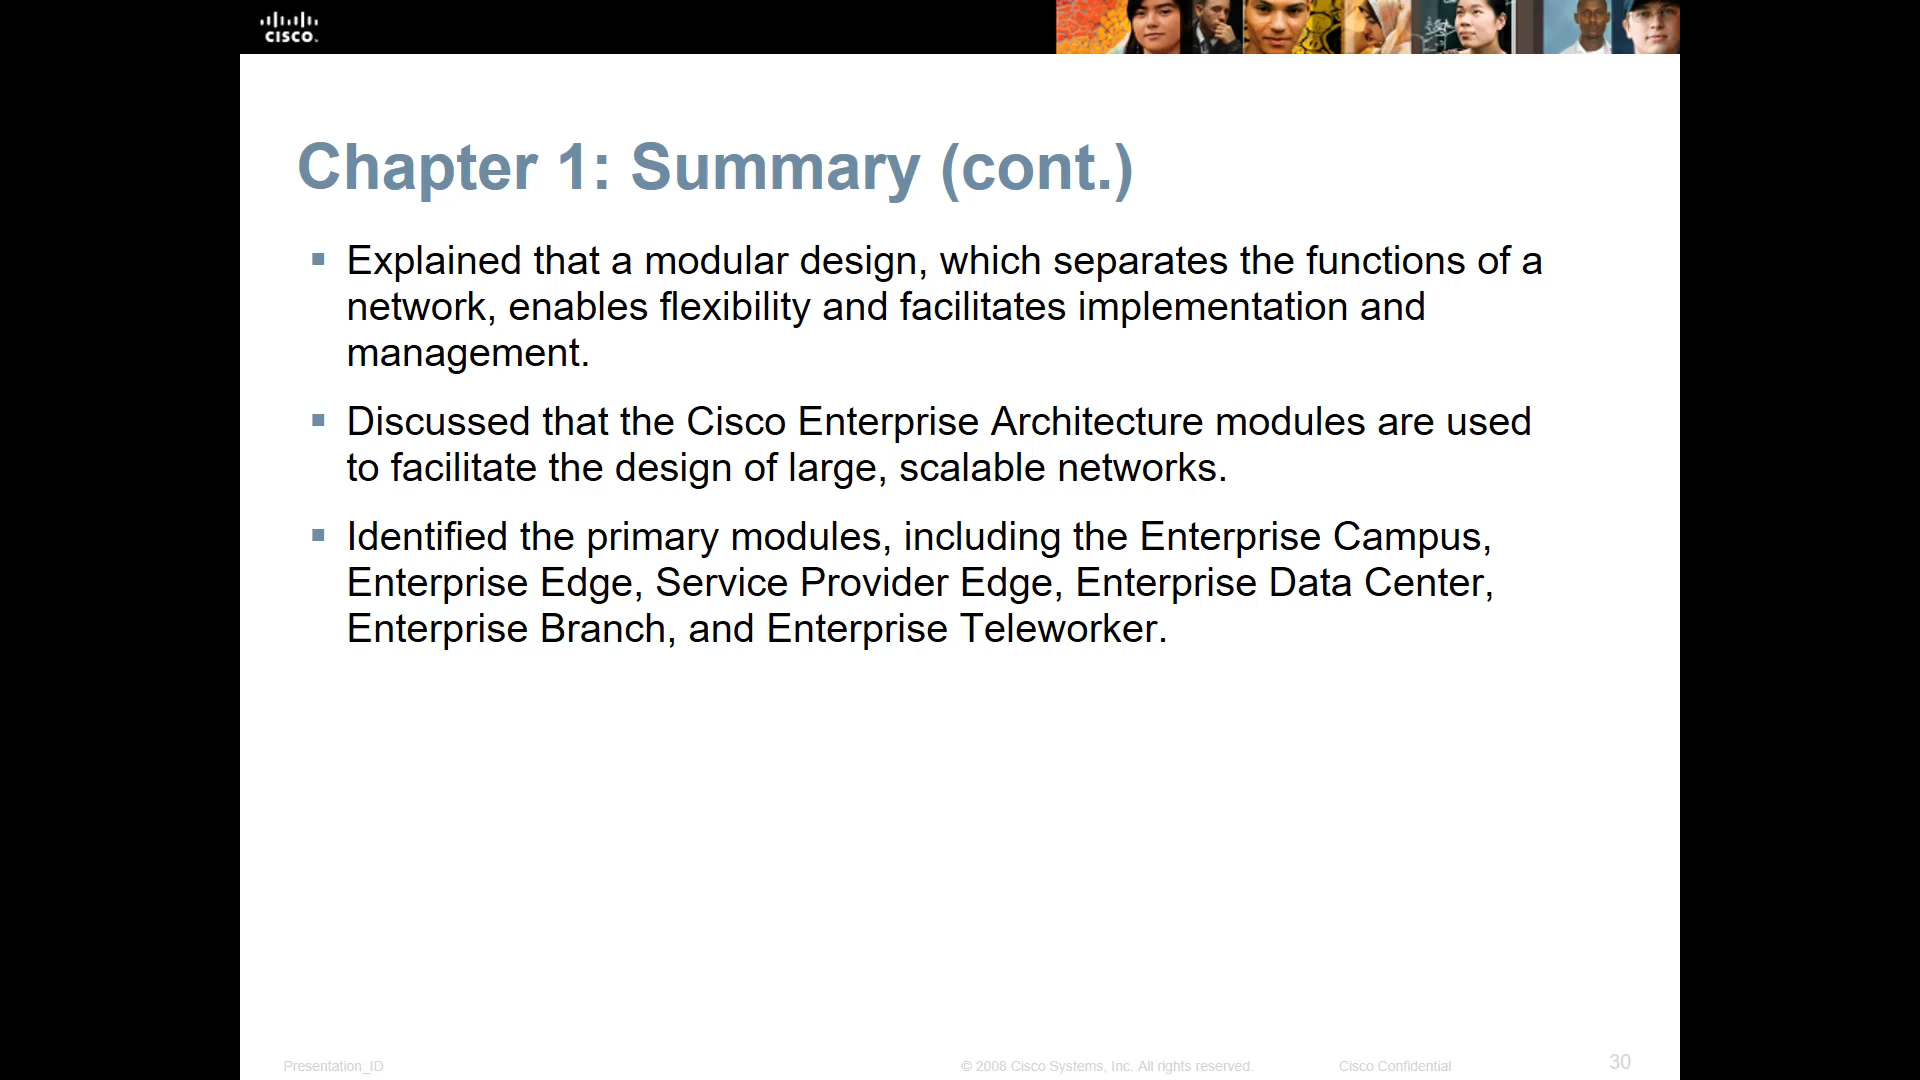 CISCO.
Chapter 1: Summary (cont.)
▪ Explained that a modular design, which separates the functions of a
network, enables flexibility and facilitates implementation and
management.
▪ Discussed that the Cisco Enterprise Architecture modules are used
to facilitate the design of large, scalable networks.
▪ Identified the primary modules, including the Enterprise Campus,
Enterprise Edge, Service Provider Edge, Enterprise Data Center,
Enterprise Branch, and Enterprise Teleworker.
Presentation_ID © 2008 Cisco Systems, Inc. All rights reserved. Cisco Confidential 30